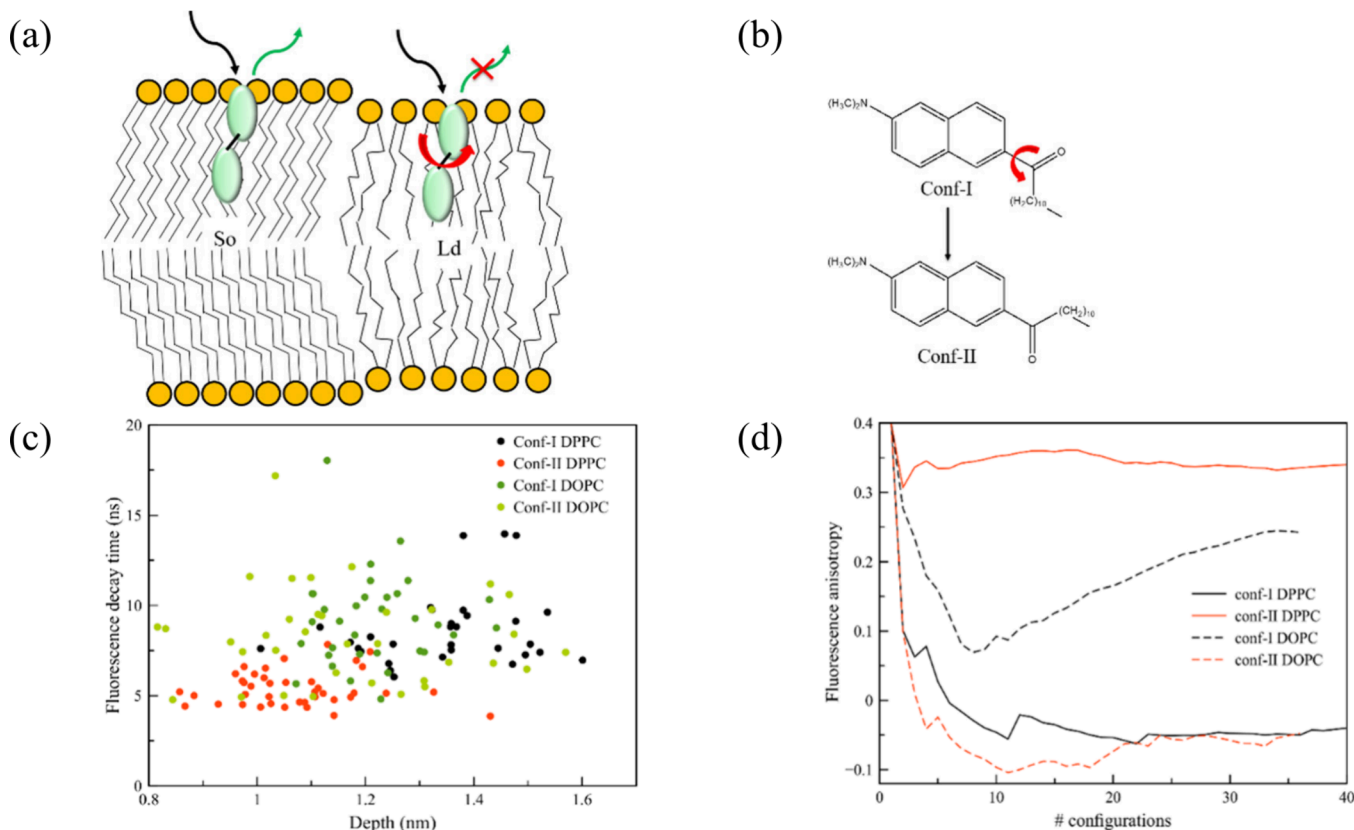 (a)
So
Ld
(b)
(H₃C)₂N
O
Conf-I
(H₂C)₁₀
(H₃C)₂N
(CH₂)₁₀
Conf-II
O
(c)
20
15
10
5
0
0.8
1
1.2
1.4
1.6
Fluorescence decay time (ns)
Depth (nm)
Conf-I DPPC
Conf-II DPPC
Conf-I DOPC
Conf-II DOPC
(d)
0.4
0.3
0.2
0.1
0
−0.1
0
10
20
30
40
Fluorescence anisotropy
# configurations
conf-I DPPC
conf-II DPPC
conf-I DOPC
conf-II DOPC